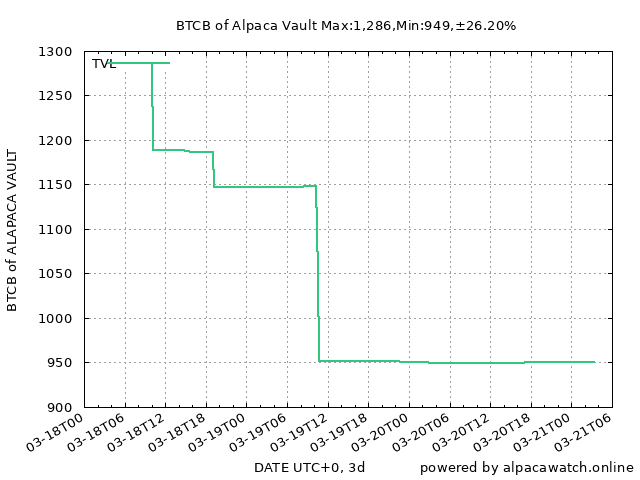 BTCB of Alpaca Vault Max:1,286,Min:949,±26.20%
TVL
1300
1250
1200
1150
1100
1050
1000
950
900
BTCB of ALAPACA VAULT
03-18T00
03-18T06
03-18T12
03-18T18
03-19T00
03-19T06
03-19T12
03-19T18
03-20T00
03-20T06
03-20T12
03-20T18
03-21T00
03-21T06
DATE UTC+0, 3d
powered by alpacawatch.online